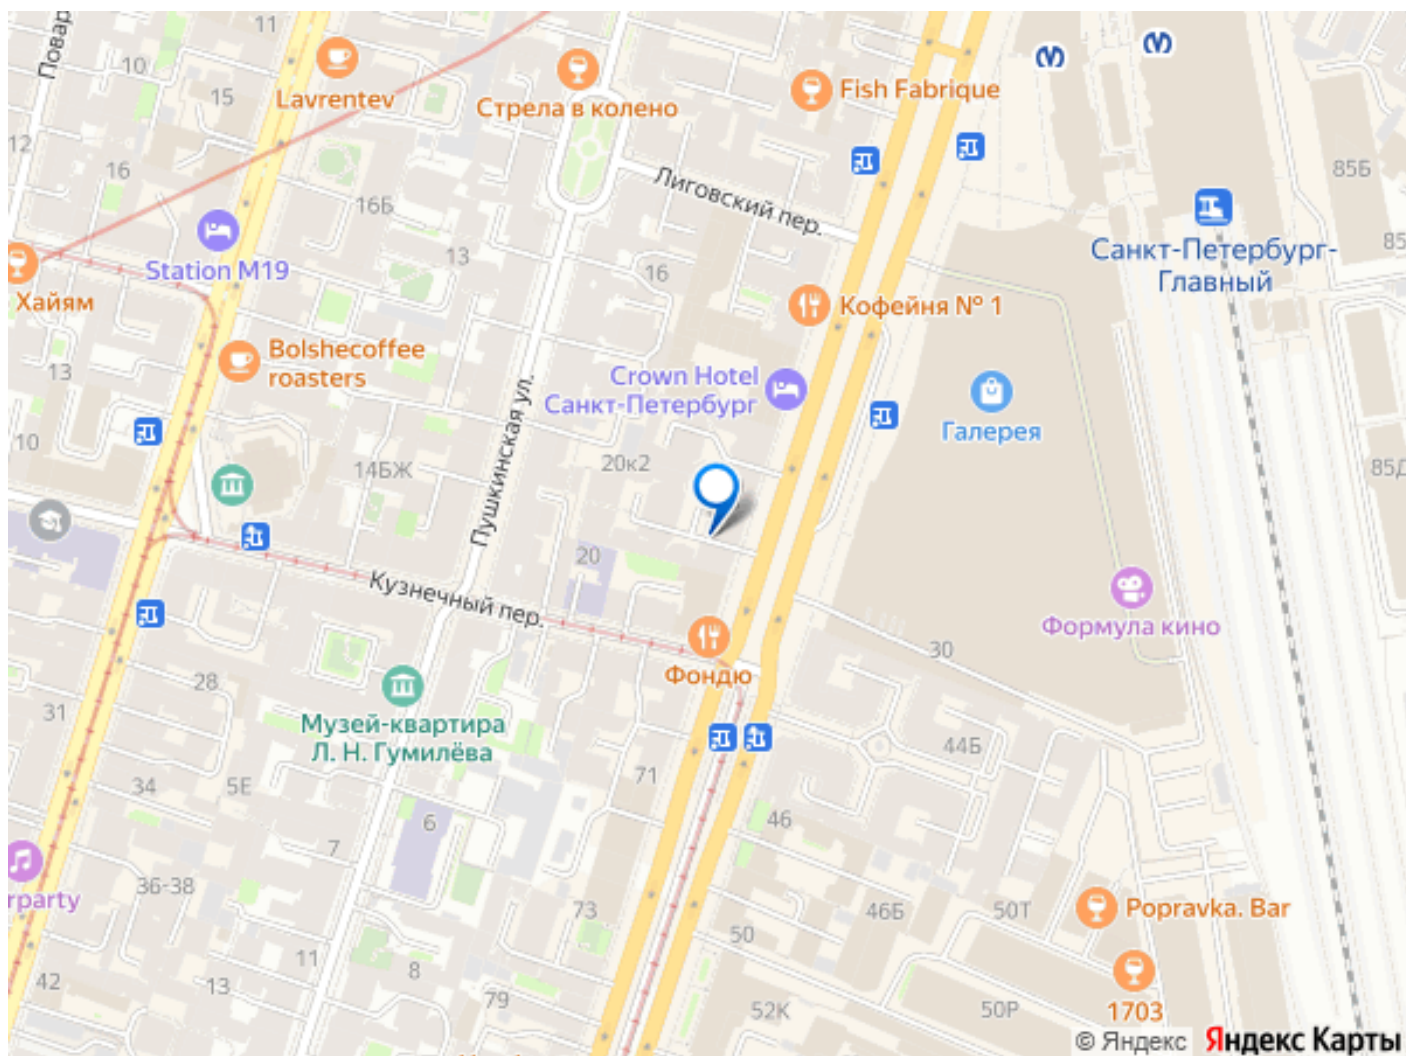 Повар
11
10
Lavrentev
15
Стрела в колено
Fish Fabrique
12
16
16Б
Лиговский пер.
85Б
Station M19
13
16
Санкт-Петербург-
Главный
85
Хайям
Кофейня № 1
Bolshecoffee
roasters
13
Crown Hotel
Санкт-Петербург
Галерея
10
14БЖ
Пушкинская ул.
20к2
85Д
20
Кузнечный пер.
Формула кино
Фондю
30
28
31
Музей-квартира
Л. Н. Гумилёва
44Б
34
5Е
71
6
46
7
rparty
36-38
73
46Б
50Т
Popravka. Bar
50
11
8
42
13
79
52К
50Р
1703
© Яндекс Яндекс Карты